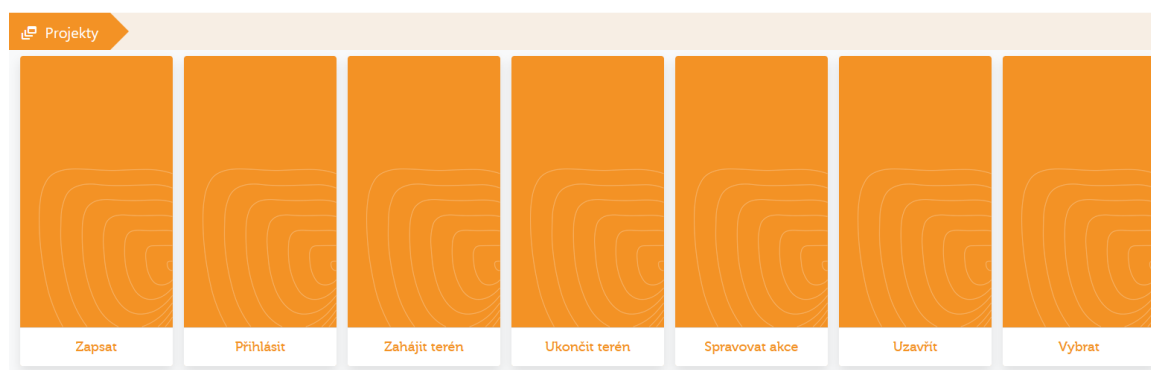 Projekty
Zapsat
Přihlásit
Zahájit terén
Ukončit terén
Spravovat akce
Uzavřít
Vybrat